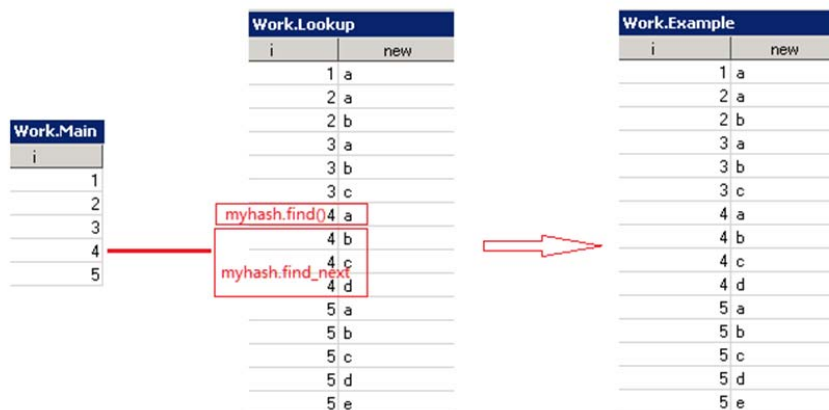 Work.Main
i
1
2
3
4
5
Work.Lookup
i new
1 a
2 a
2 b
3 a
3 b
3 c
myhash.find() 4 a
4 b
4 c
myhash.find_next
4 d
5 a
5 b
5 c
5 d
5 e
Work.Example
i new
1 a
2 a
2 b
3 a
3 b
3 c
4 a
4 b
4 c
4 d
5 a
5 b
5 c
5 d
5 e